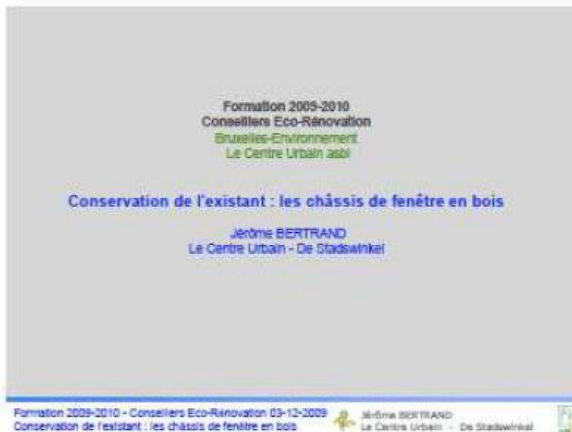 Formation 2009-2010
Conseillers Eco-Rénovation
Bruxelles-Environnement
Le Centre Urbain asbl
Conservation de l'existant : les châssis de fenêtre en bois
Jérôme BERTRAND
Le Centre Urbain - De Stadswinkel
Formation 2009-2010 - Conseillers Eco-Rénovation 03-12-2009
Conservation de l'existant : les châssis de fenêtre en bois
Jérôme BERTRAND
Le Centre Urbain - De Stadswinkel